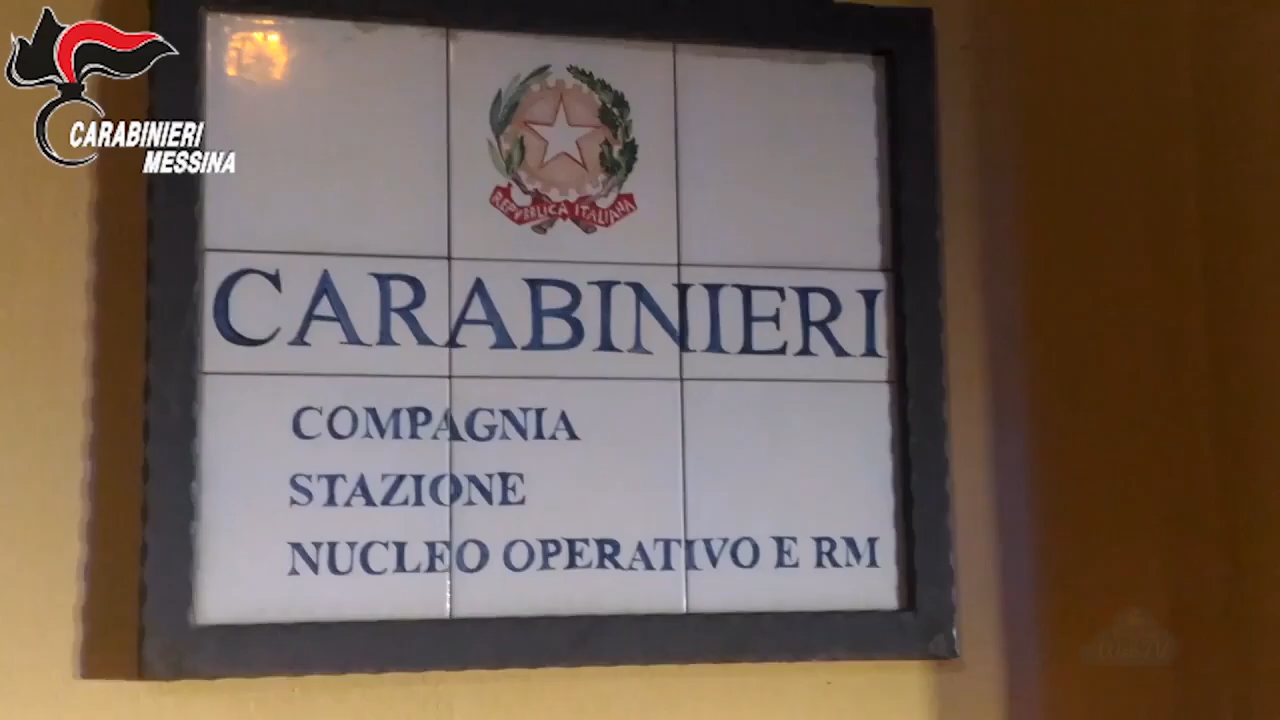 CARABINIERI
MESSINA
REPUBBLICA ITALIANA
CARABINIERI
COMPAGNIA
STAZIONE
NUCLEO OPERATIVO E RM